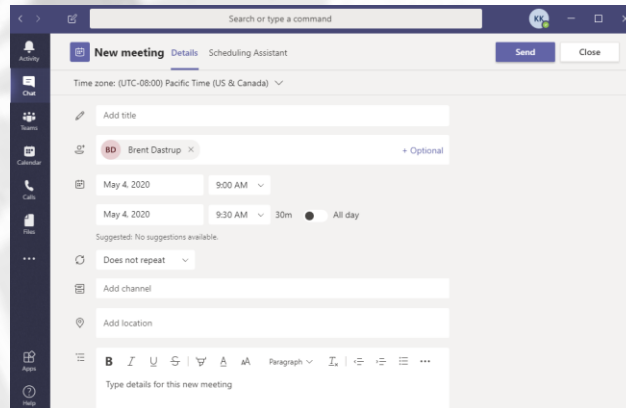 Search or type a command
KK
Activity
Chat
Teams
Calendar
Calls
Files
Apps
Help
New meeting Details Scheduling Assistant Send Close
Time zone: (UTC-08:00) Pacific Time (US & Canada)
Add title
BD Brent Dastrup × + Optional
May 4, 2020 9:00 AM
May 4, 2020 9:30 AM 30m All day
Suggested: No suggestions available.
Does not repeat
Add channel
Add location
B I U S A AA Paragraph Ix
Type details for this new meeting